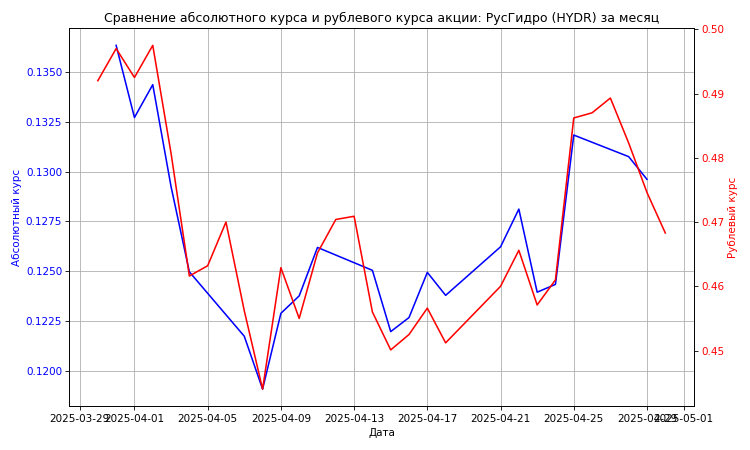 Сравнение абсолютного курса и рублевого курса акции: РусГидро (HYDR) за месяц
0.1350
0.1325
0.1300
0.1275
0.1250
0.1225
0.1200
Абсолютный курс
0.50
0.49
0.48
0.47
0.46
0.45
Рублевый курс
2025-03-29 2025-04-01 2025-04-05 2025-04-09 2025-04-13 2025-04-17 2025-04-21 2025-04-25 2025-04-29 2025-05-01
Дата